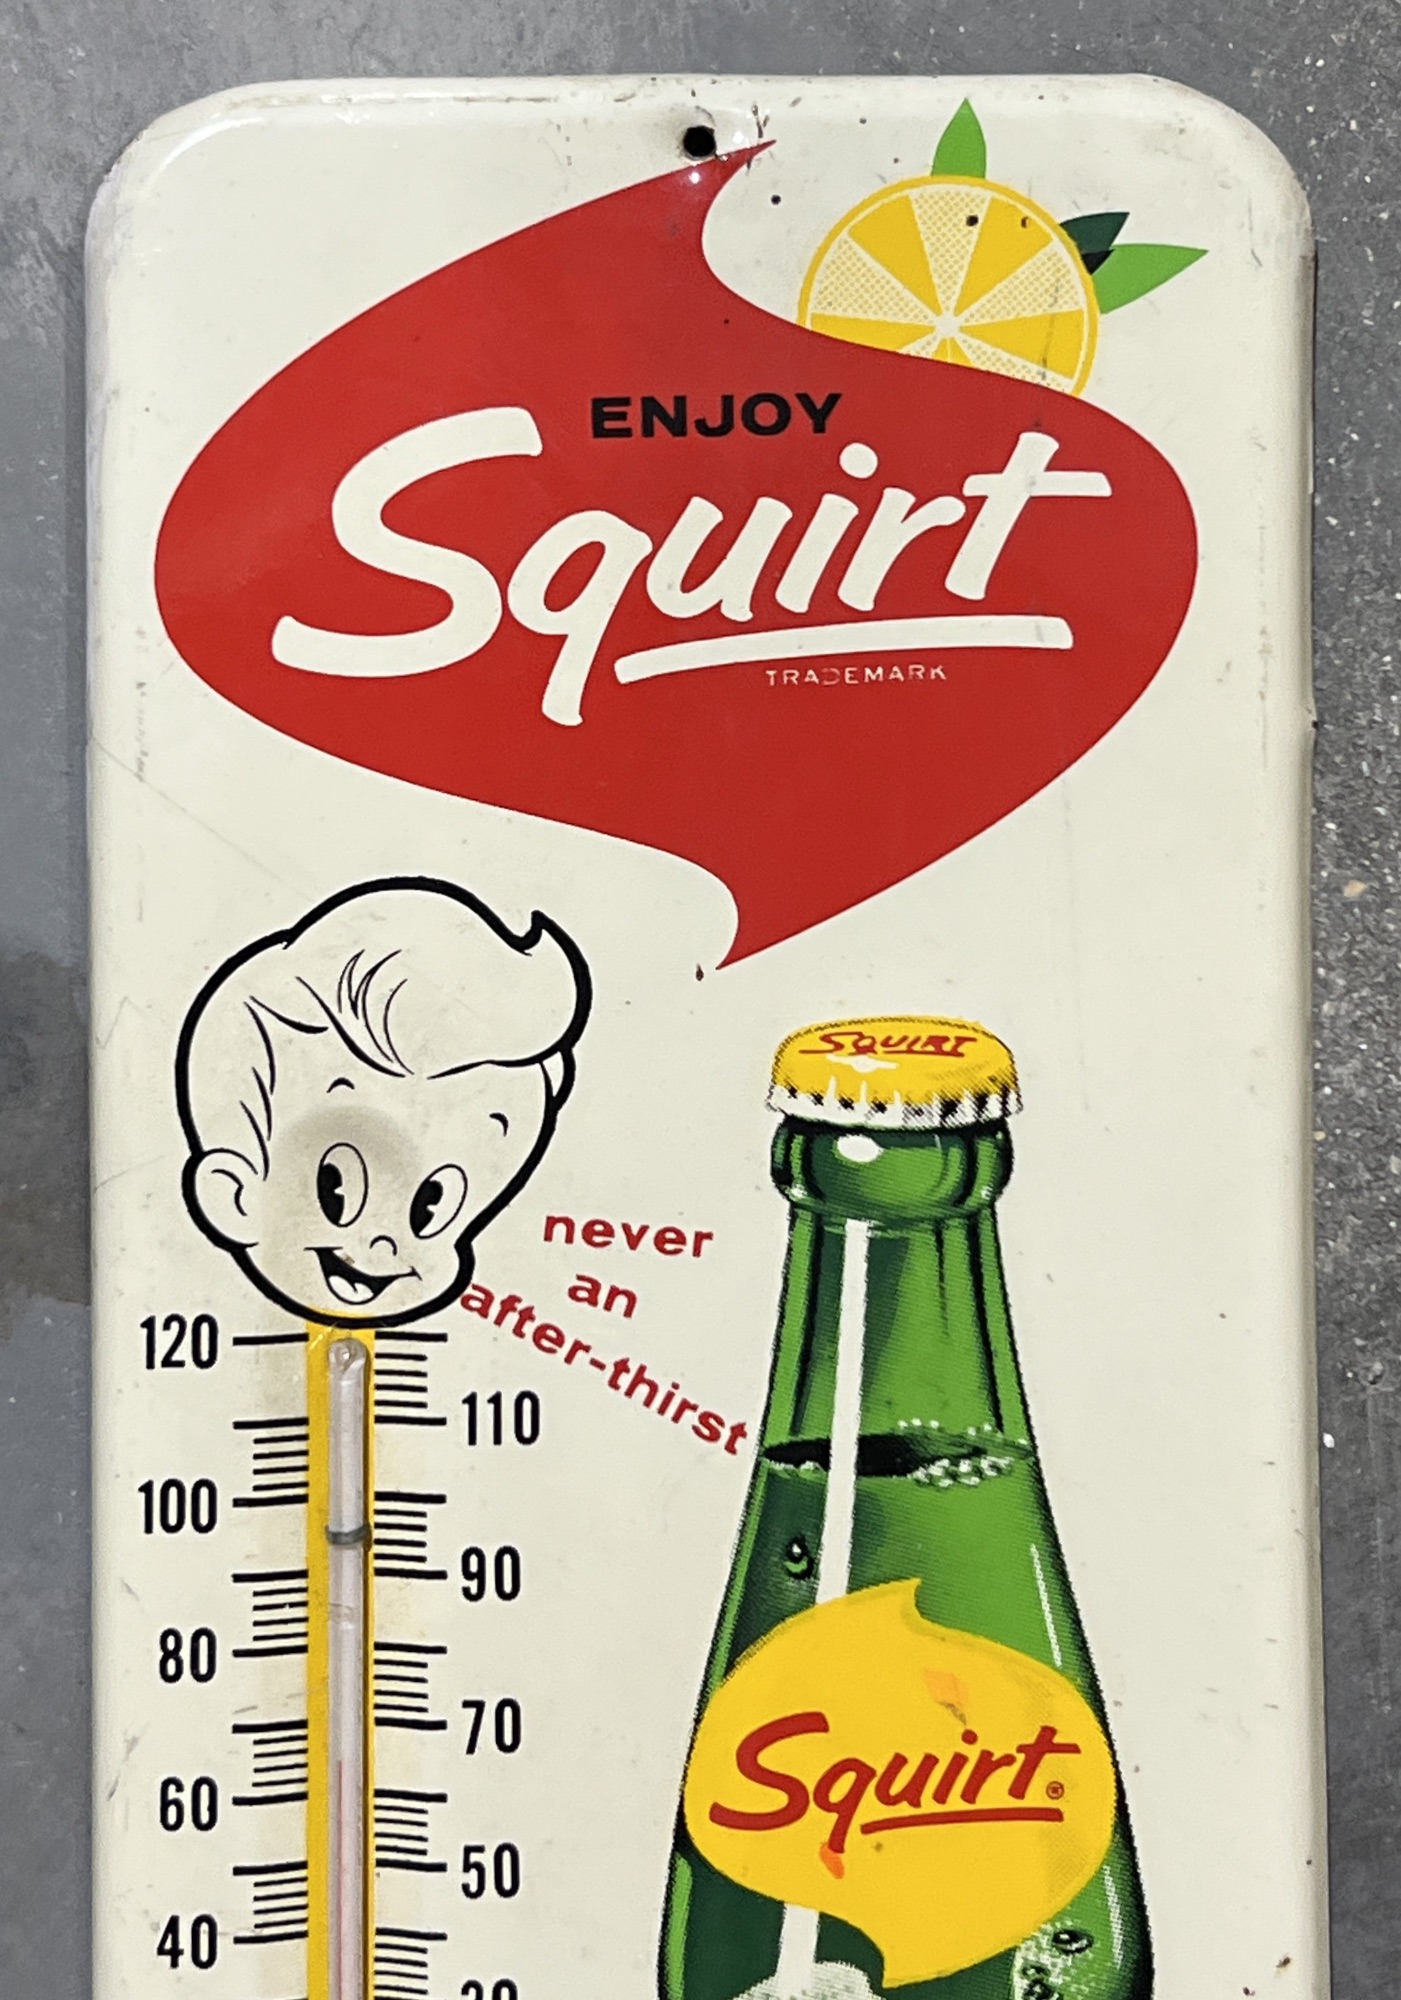 ENJOY
Squirt
TRADEMARK
SQUIRT
never
an
after-thirst
120
110
100
90
80
70
Squirt®
60
50
40